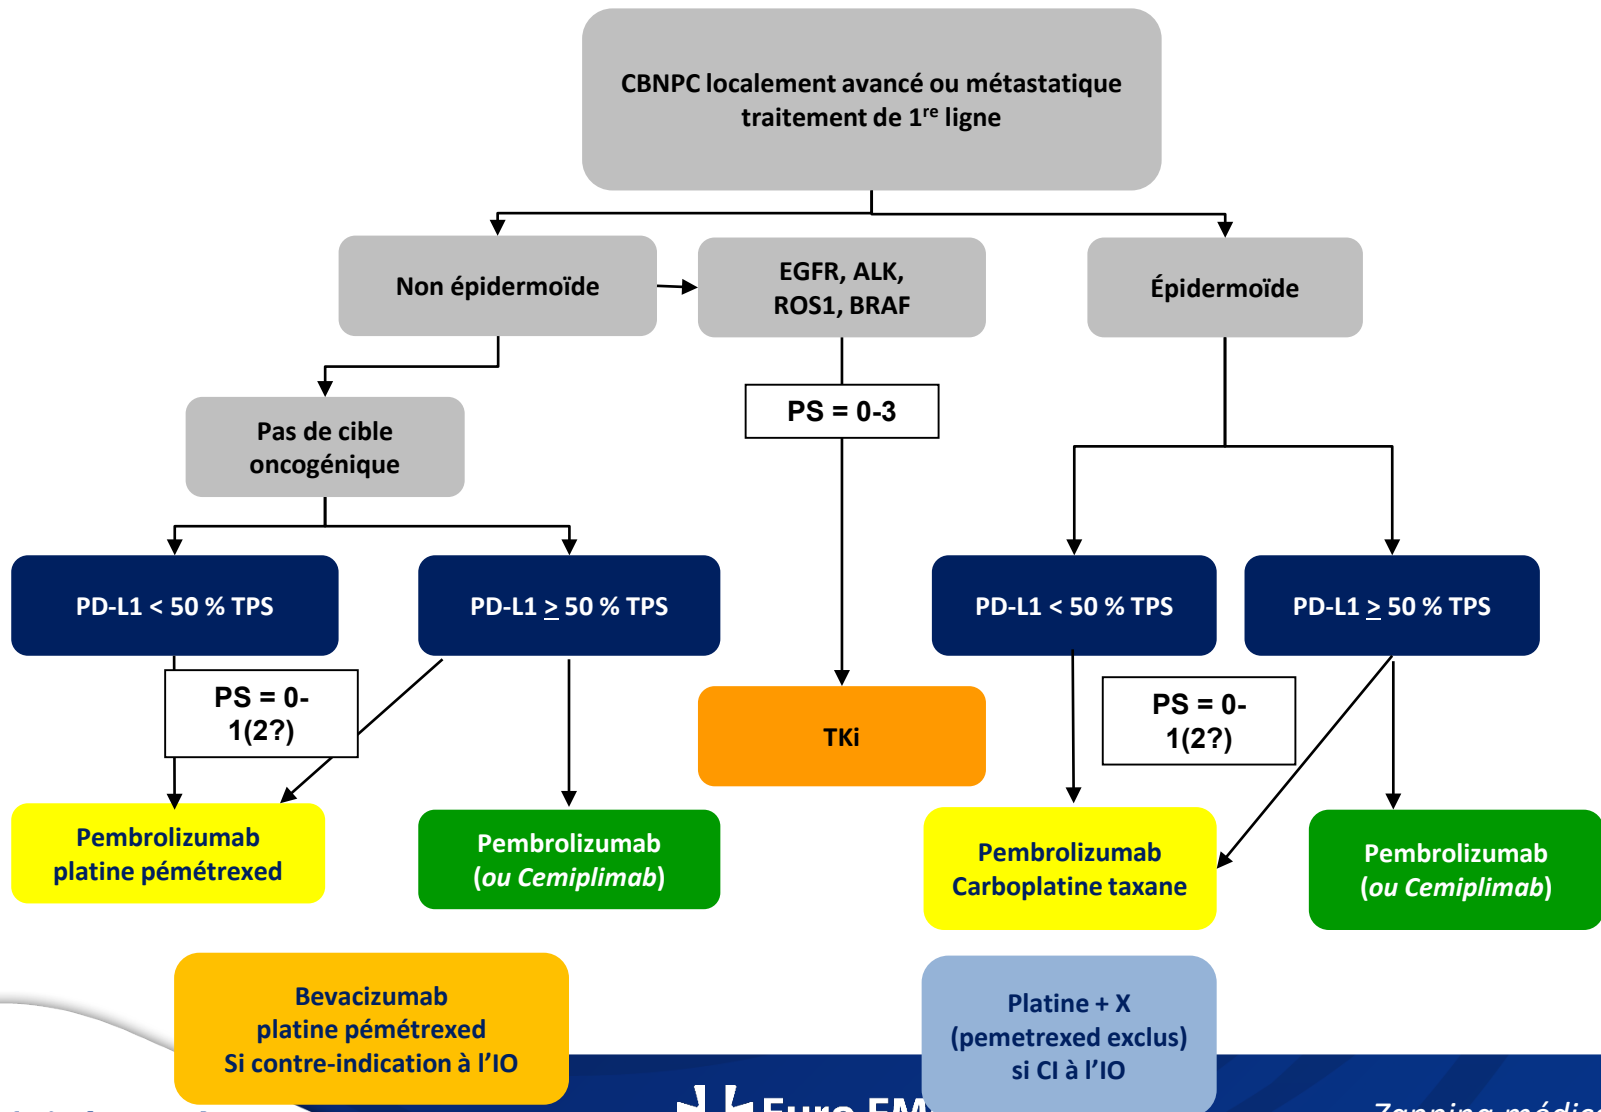 CBNPC localement avancé ou métastatique
traitement de 1re ligne
Non épidermoïde
EGFR, ALK,
ROS1, BRAF
Épidermoïde
PS = 0-3
Pas de cible
oncogénique
PD-L1 < 50 % TPS
PD-L1 ≥ 50 % TPS
PD-L1 < 50 % TPS
PD-L1 ≥ 50 % TPS
PS = 0-
1(2?)
PS = 0-
1(2?)
TKi
Pembrolizumab
platine pémétrexed
Pembrolizumab
(ou Cemiplimab)
Pembrolizumab
Carboplatine taxane
Pembrolizumab
(ou Cemiplimab)
Bevacizumab
platine pémétrexed
Si contre-indication à l'IO
Platine + X
(pemetrexed exclus)
si CI à l'IO
Euro
Zapping